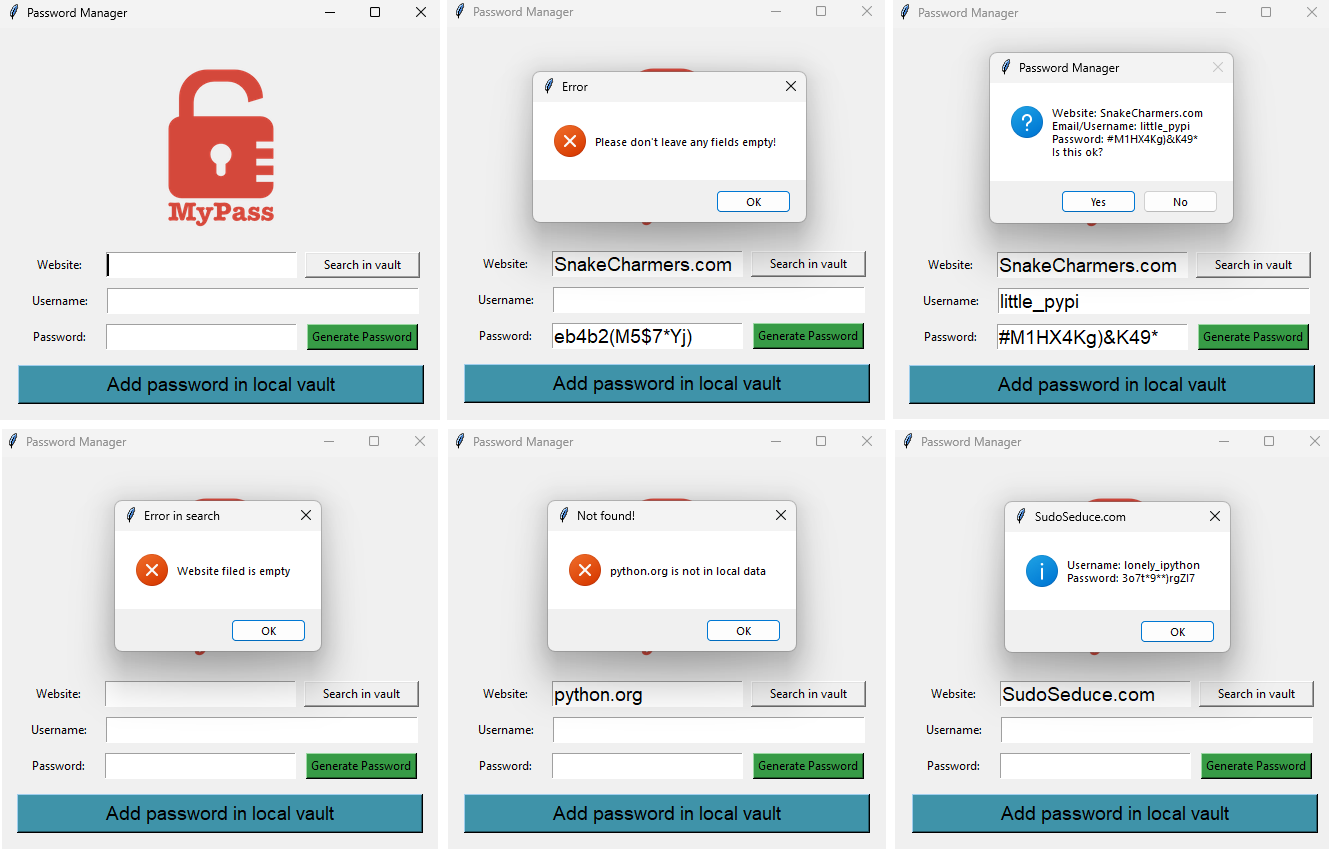 Password Manager
MyPass
Website:
Search in vault
Username:
Password:
Generate Password
Add password in local vault
Password Manager
Error
Please don't leave any fields empty!
OK
Website:
SnakeCharmers.com
Search in vault
Username:
Password:
eb4b2(M5$7*Yj)
Generate Password
Add password in local vault
Password Manager
Password Manager
Website: SnakeCharmers.com
Email/Username: little_pypi
Password: #M1HX4Kg)&K49*
Is this ok?
Yes
No
Website:
SnakeCharmers.com
Search in vault
Username:
little_pypi
Password:
#M1HX4Kg)&K49*
Generate Password
Add password in local vault
Password Manager
Error in search
Website filed is empty
OK
Website:
Search in vault
Username:
Password:
Generate Password
Add password in local vault
Password Manager
Not found!
python.org is not in local data
OK
Website:
python.org
Search in vault
Username:
Password:
Generate Password
Add password in local vault
Password Manager
SudoSeduce.com
Username: lonely_ipython
Password: 3o7t*9**)rgZI7
OK
Website:
SudoSeduce.com
Search in vault
Username:
Password:
Generate Password
Add password in local vault